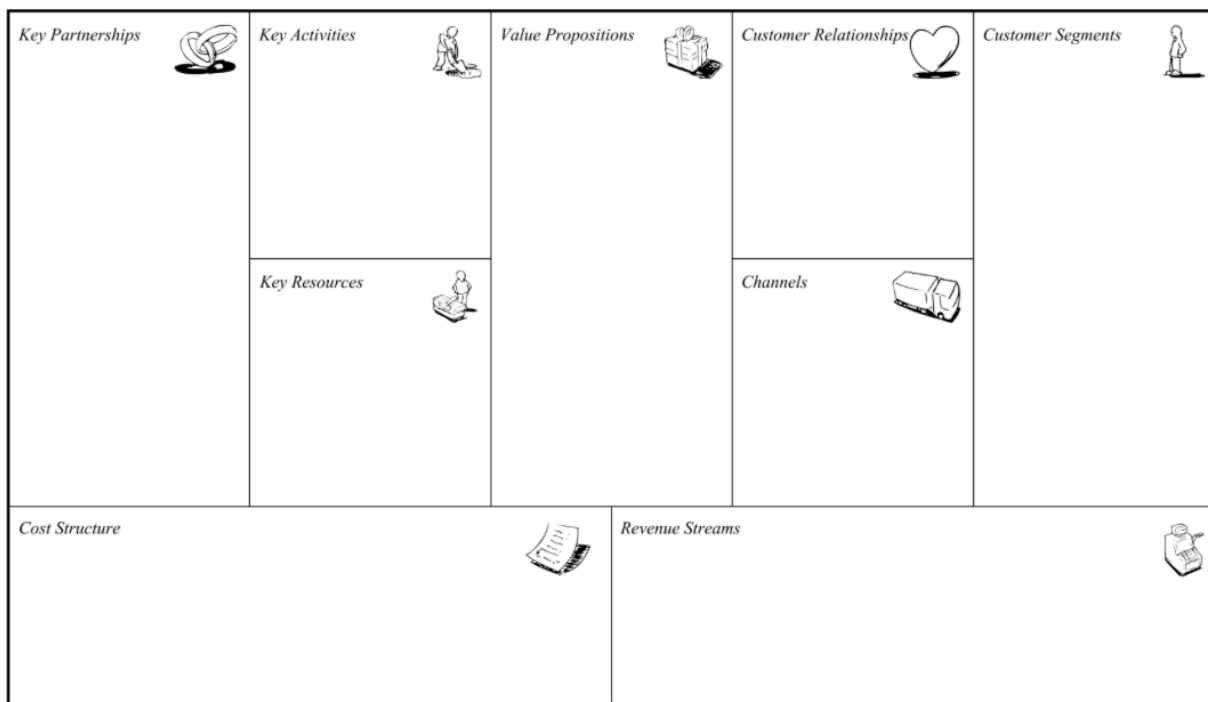 Key Partnerships
Key Activities
Value Propositions
Customer Relationships
Customer Segments
Key Resources
Channels
Cost Structure
Revenue Streams